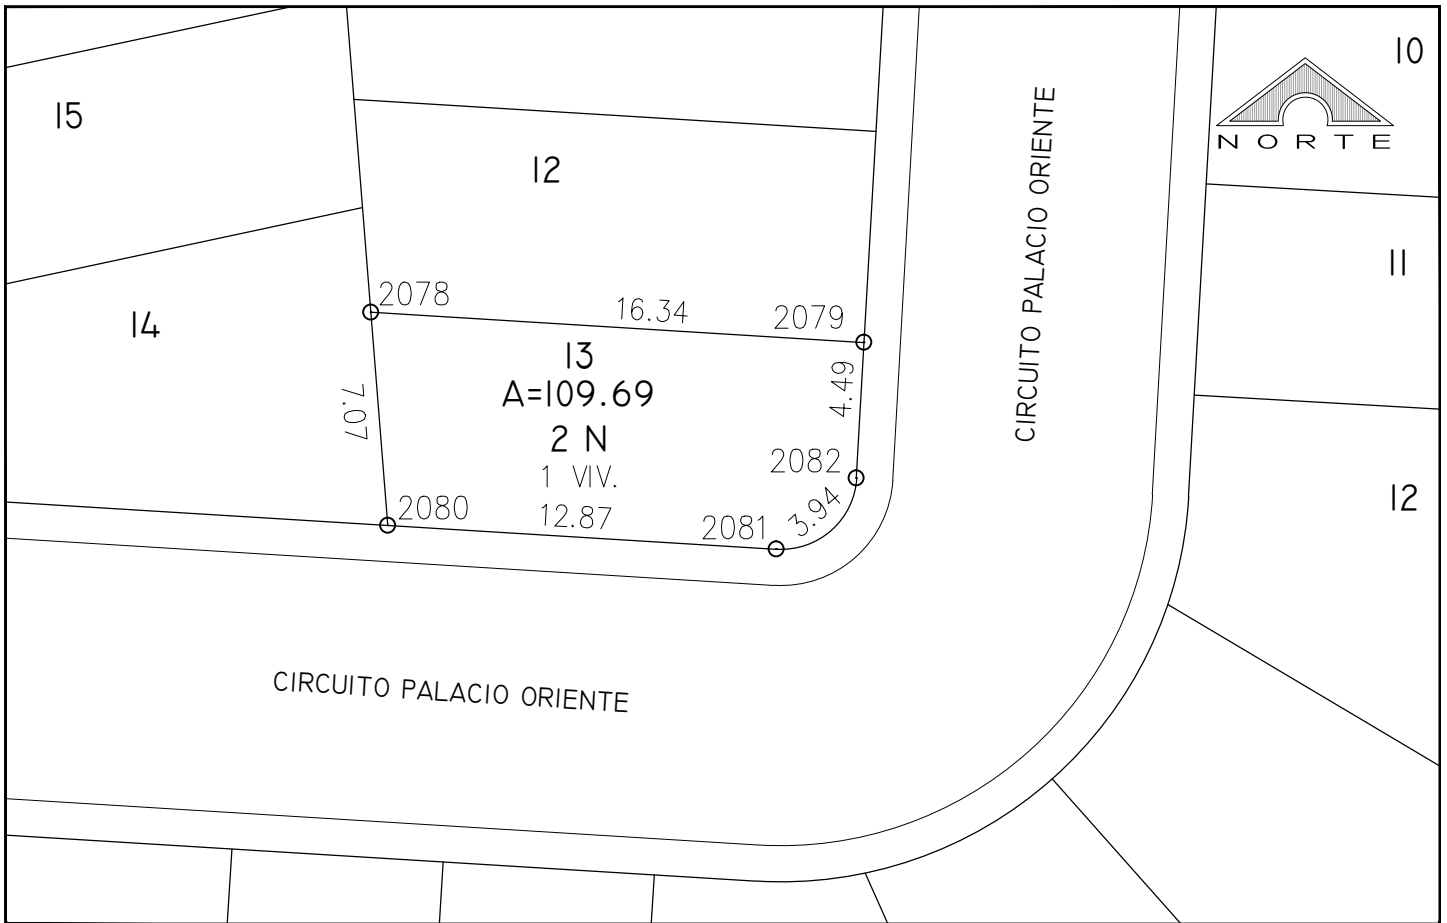 10
NORTE
15
CIRCUITO PALACIO ORIENTE
12
11
2078
16.34
2079
14
13
A=109.69
4.49
7.07
2 N
2082
1 VIV.
12
2080
12.87
2081
3.94
CIRCUITO PALACIO ORIENTE